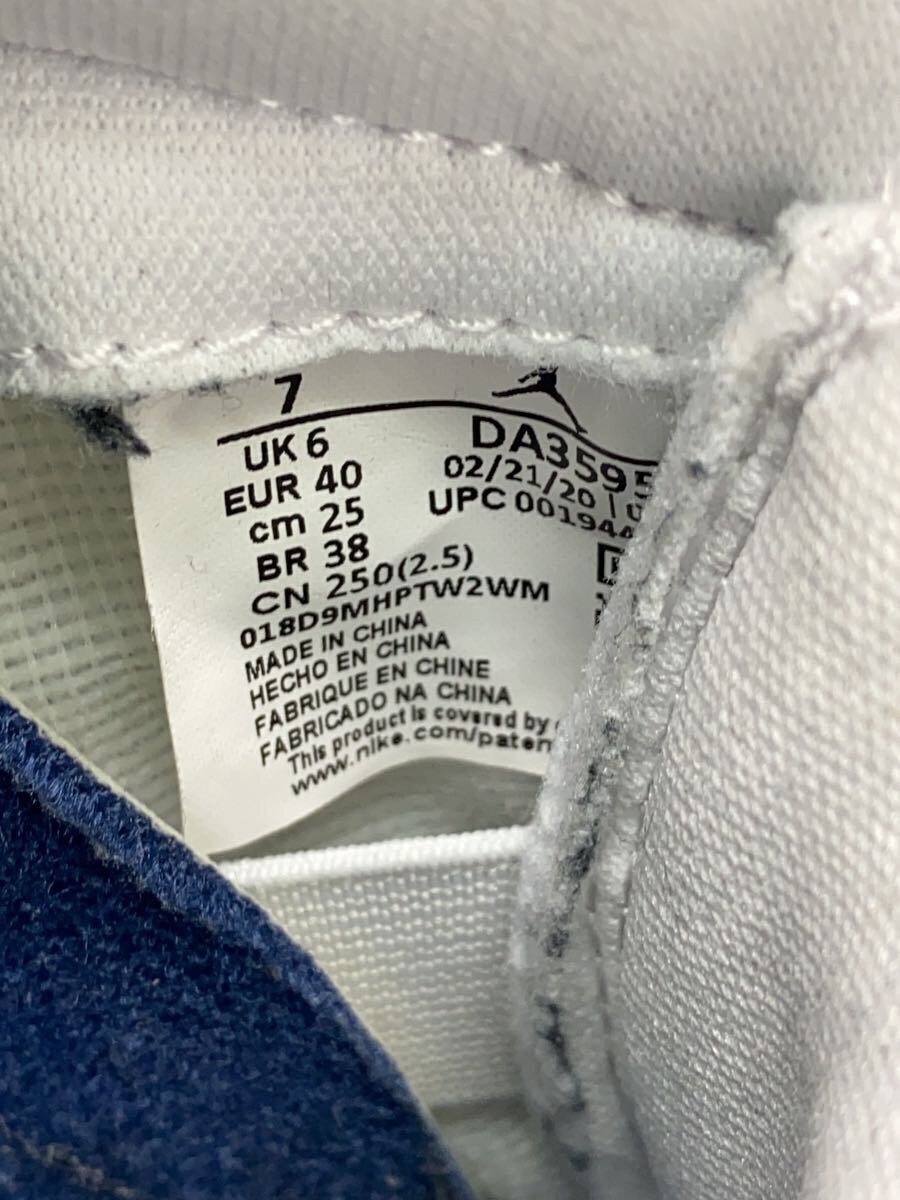 7
UK 6
EUR 40
cm 25
BR 38
CN 250(2.5)
DA3595
02/21/20 |
UPC 001944
018D9MHPTW2WM
MADE IN CHINA
HECHO EN CHINA
FABRIQUE EN CHINE
FABRICADO NA CHINA
This product is covered by
www.nike.com/paten